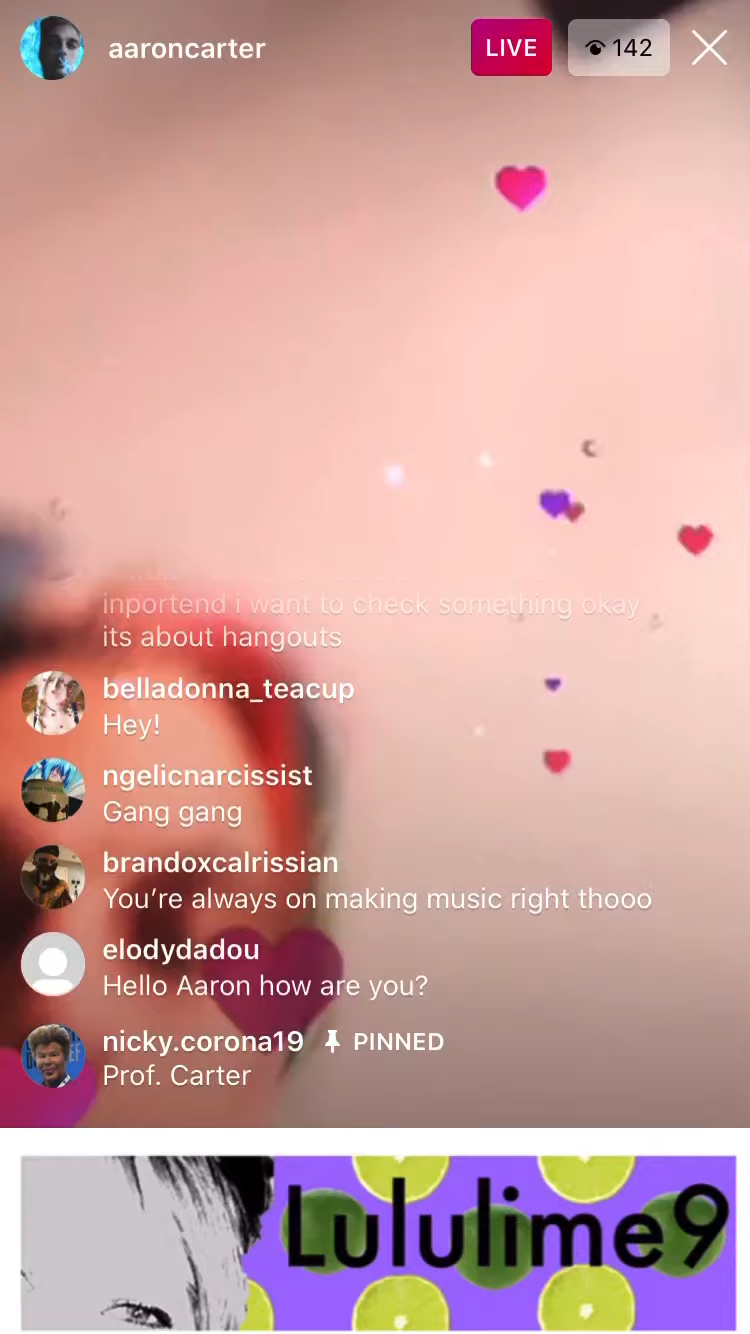 aaroncarter
LIVE
142
inportend i want to check something okay
its about hangouts
belladonna_teacup
Hey!
ngelicnarcissist
Gang gang
brandoxcalrissian
You’re always on making music right thooo
elodydadou
Hello Aaron how are you?
nicky.corona19 PINNED
Prof. Carter
Lululime9